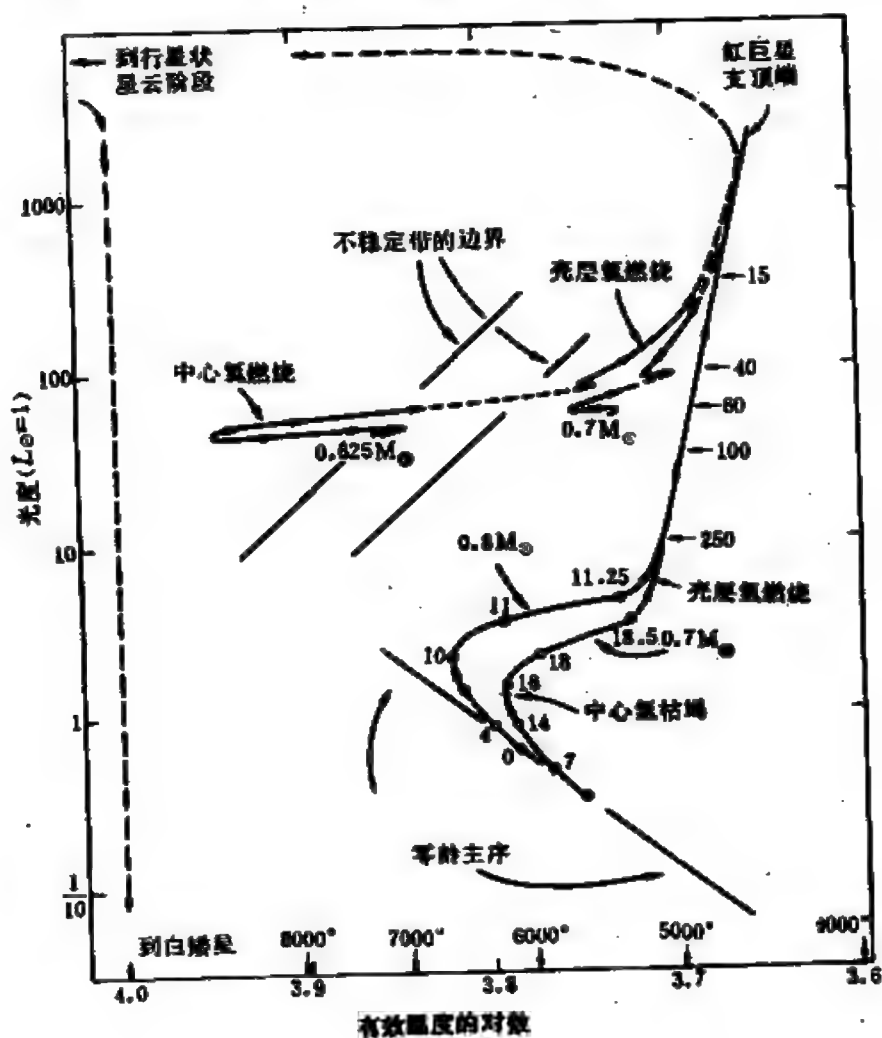 到行星状
星云阶段
红巨星
支顶端
1000
不稳定带的边界
壳层氦燃烧
15
100
中心氦燃烧
40
60
0.7M⊙
0.625M⊙
100
光度(L⊙=1)
10
250
0.8M⊙
11.25
壳层氢燃烧
11
18.5
0.7M⊙
10
18
16
中心氢枯竭
1
4
14
0
7
零龄主序
1
10
到白矮星
8000°
7000°
6000°
5000°
4000°
4.0
3.9
3.8
3.7
3.6
有效温度的对数